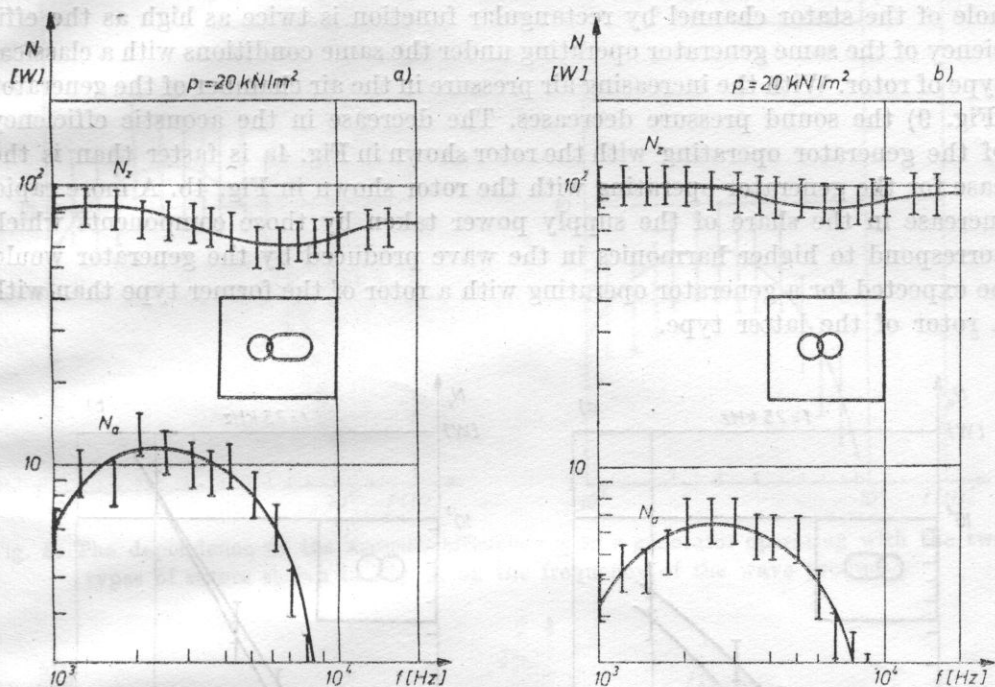 hole of the stator channel by rectangular function is twice as high as the effi
ciency of the same generator operating under the same conditions with a classical
type of rotor. With the increasing air pressure in the air chamber of the generator
(Fig. 9) the sound pressure decreases. The decrease in the acoustic efficiency
of the generator operating with the rotor shown in Fig. 4a is faster than is the
case for the generator operating with the rotor shown in Fig. 4b. A more rapid
increase in the share of the supply power taken by those components which
correspond to higher harmonics in the wave produced by the generator would
be expected for a generator operating with a rotor of the former type than with
rotor of the latter type.
N
[W]
p=20 kN/m²
a)
N_z
10²
N_a
10
10³
10⁴
f[Hz]
N
[W]
p=20 kN/m²
b)
N_z
10²
10
N_a
10³
10⁴
f[Hz]